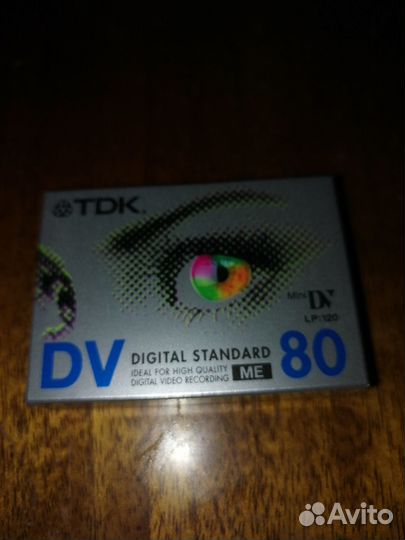 TDK.
Mini DV
LP:120
DV DIGITAL STANDARD 80
IDEAL FOR HIGH QUALITY
DIGITAL VIDEO RECORDING ME
Avito